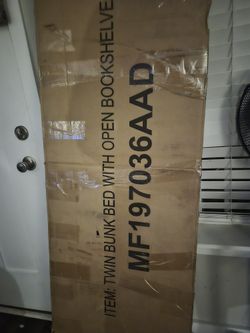 ITEM: TWIN BUNK BED WITH OPEN BOOKSHELVE
MF197036AAD